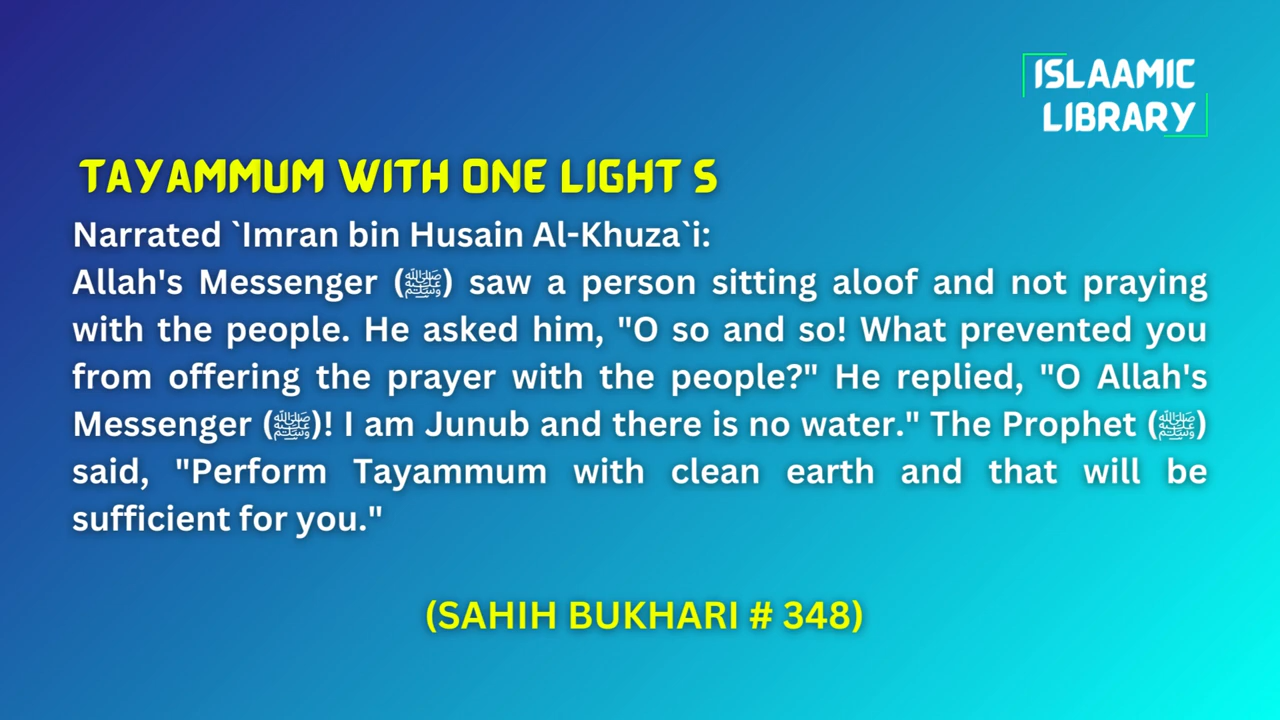 ISLAAMIC
LIBRARY
TAYAMMUM WITH ONE LIGHT S
Narrated `Imran bin Husain Al-Khuza`i:
Allah's Messenger (ﷺ) saw a person sitting aloof and not praying
with the people. He asked him, "O so and so! What prevented you
from offering the prayer with the people?" He replied, "O Allah's
Messenger (ﷺ)! I am Junub and there is no water." The Prophet (ﷺ)
said, "Perform Tayammum with clean earth and that will be
sufficient for you."
(SAHIH BUKHARI # 348)